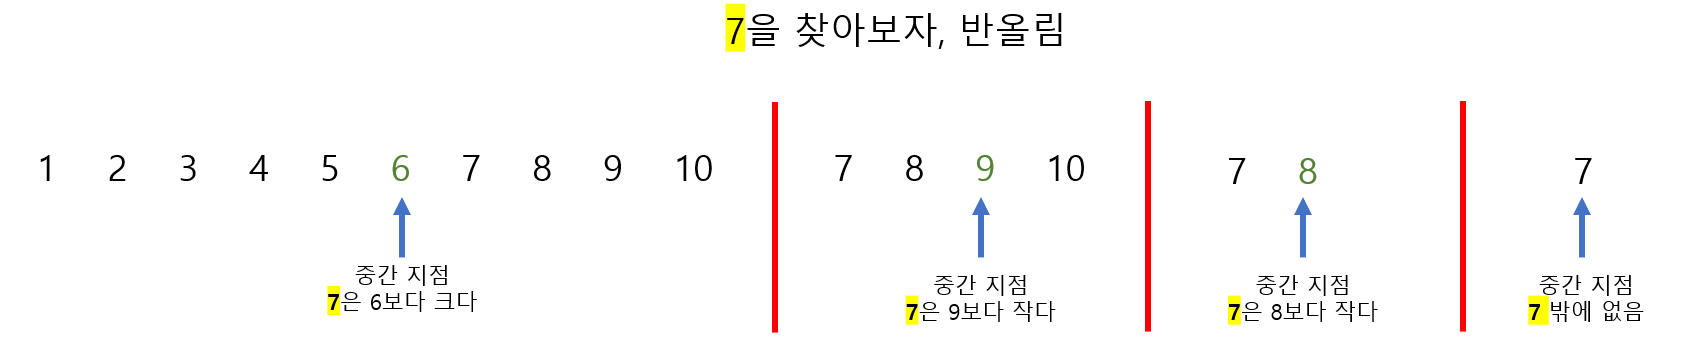 7을 찾아보자, 반올림
1 2 3 4 5 6 7 8 9 10
중간 지점
7은 6보다 크다
7 8 9 10
중간 지점
7은 9보다 작다
7 8
중간 지점
7은 8보다 작다
7
중간 지점
7 밖에 없음